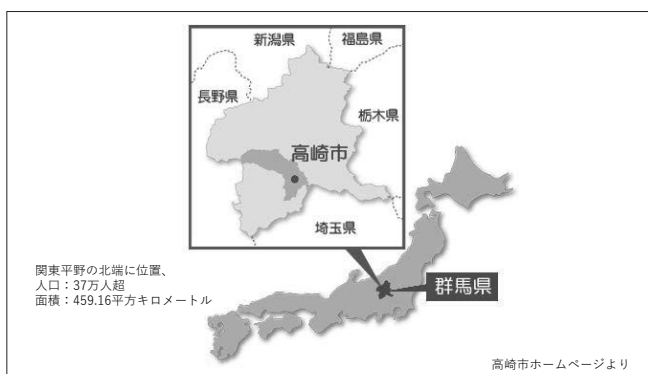 新潟県
福島県
長野県
栃木県
高崎市
埼玉県
関東平野の北端に位置、
人口：37万人超
面積：459.16平方キロメートル
群馬県
高崎市ホームページより